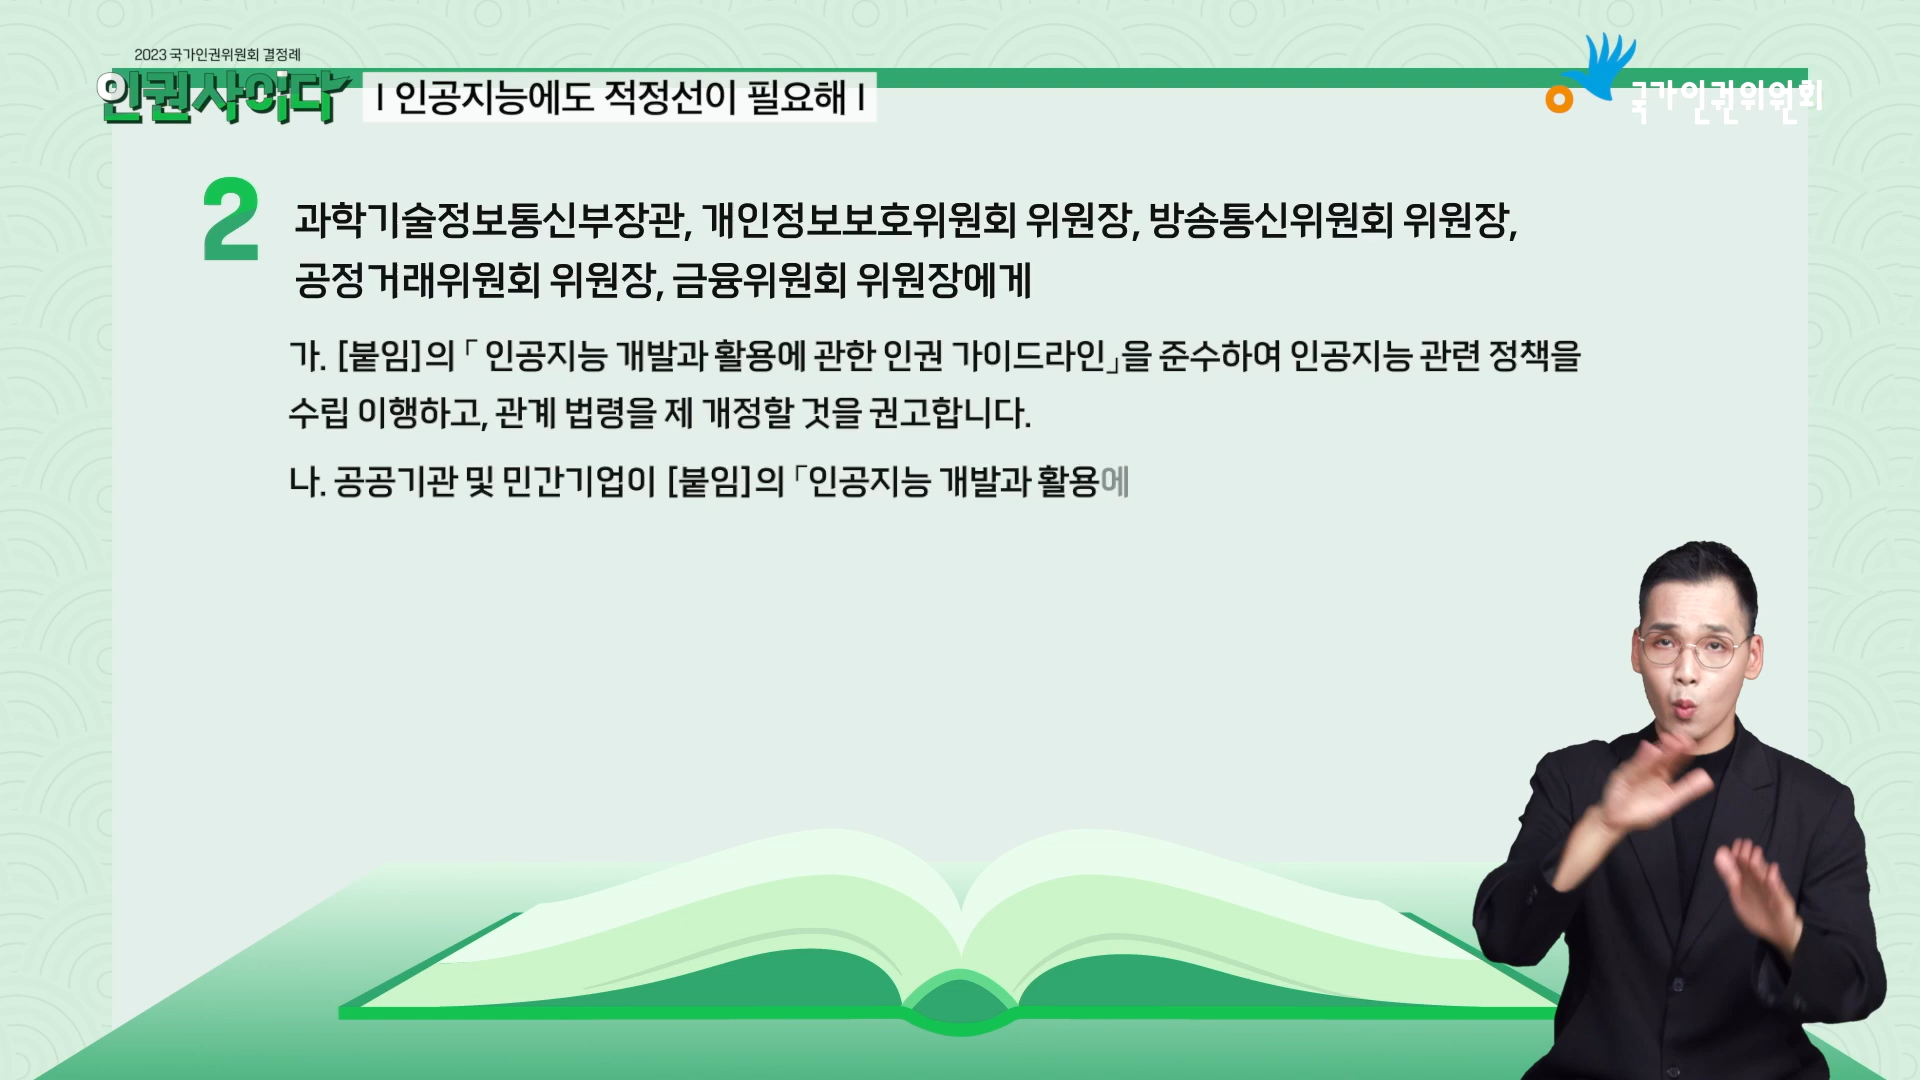 2023 국가인권위원회 결정례
인권사이다
| 인공지능에도 적정선이 필요해 |
국가인권위원회
2 과학기술정보통신부장관, 개인정보보호위원회 위원장, 방송통신위원회 위원장,
공정거래위원회 위원장, 금융위원회 위원장에게
가. [붙임]의 「 인공지능 개발과 활용에 관한 인권 가이드라인」을 준수하여 인공지능 관련 정책을
수립 이행하고, 관계 법령을 제 개정할 것을 권고합니다.
나. 공공기관 및 민간기업이 [붙임]의 「인공지능 개발과 활용에